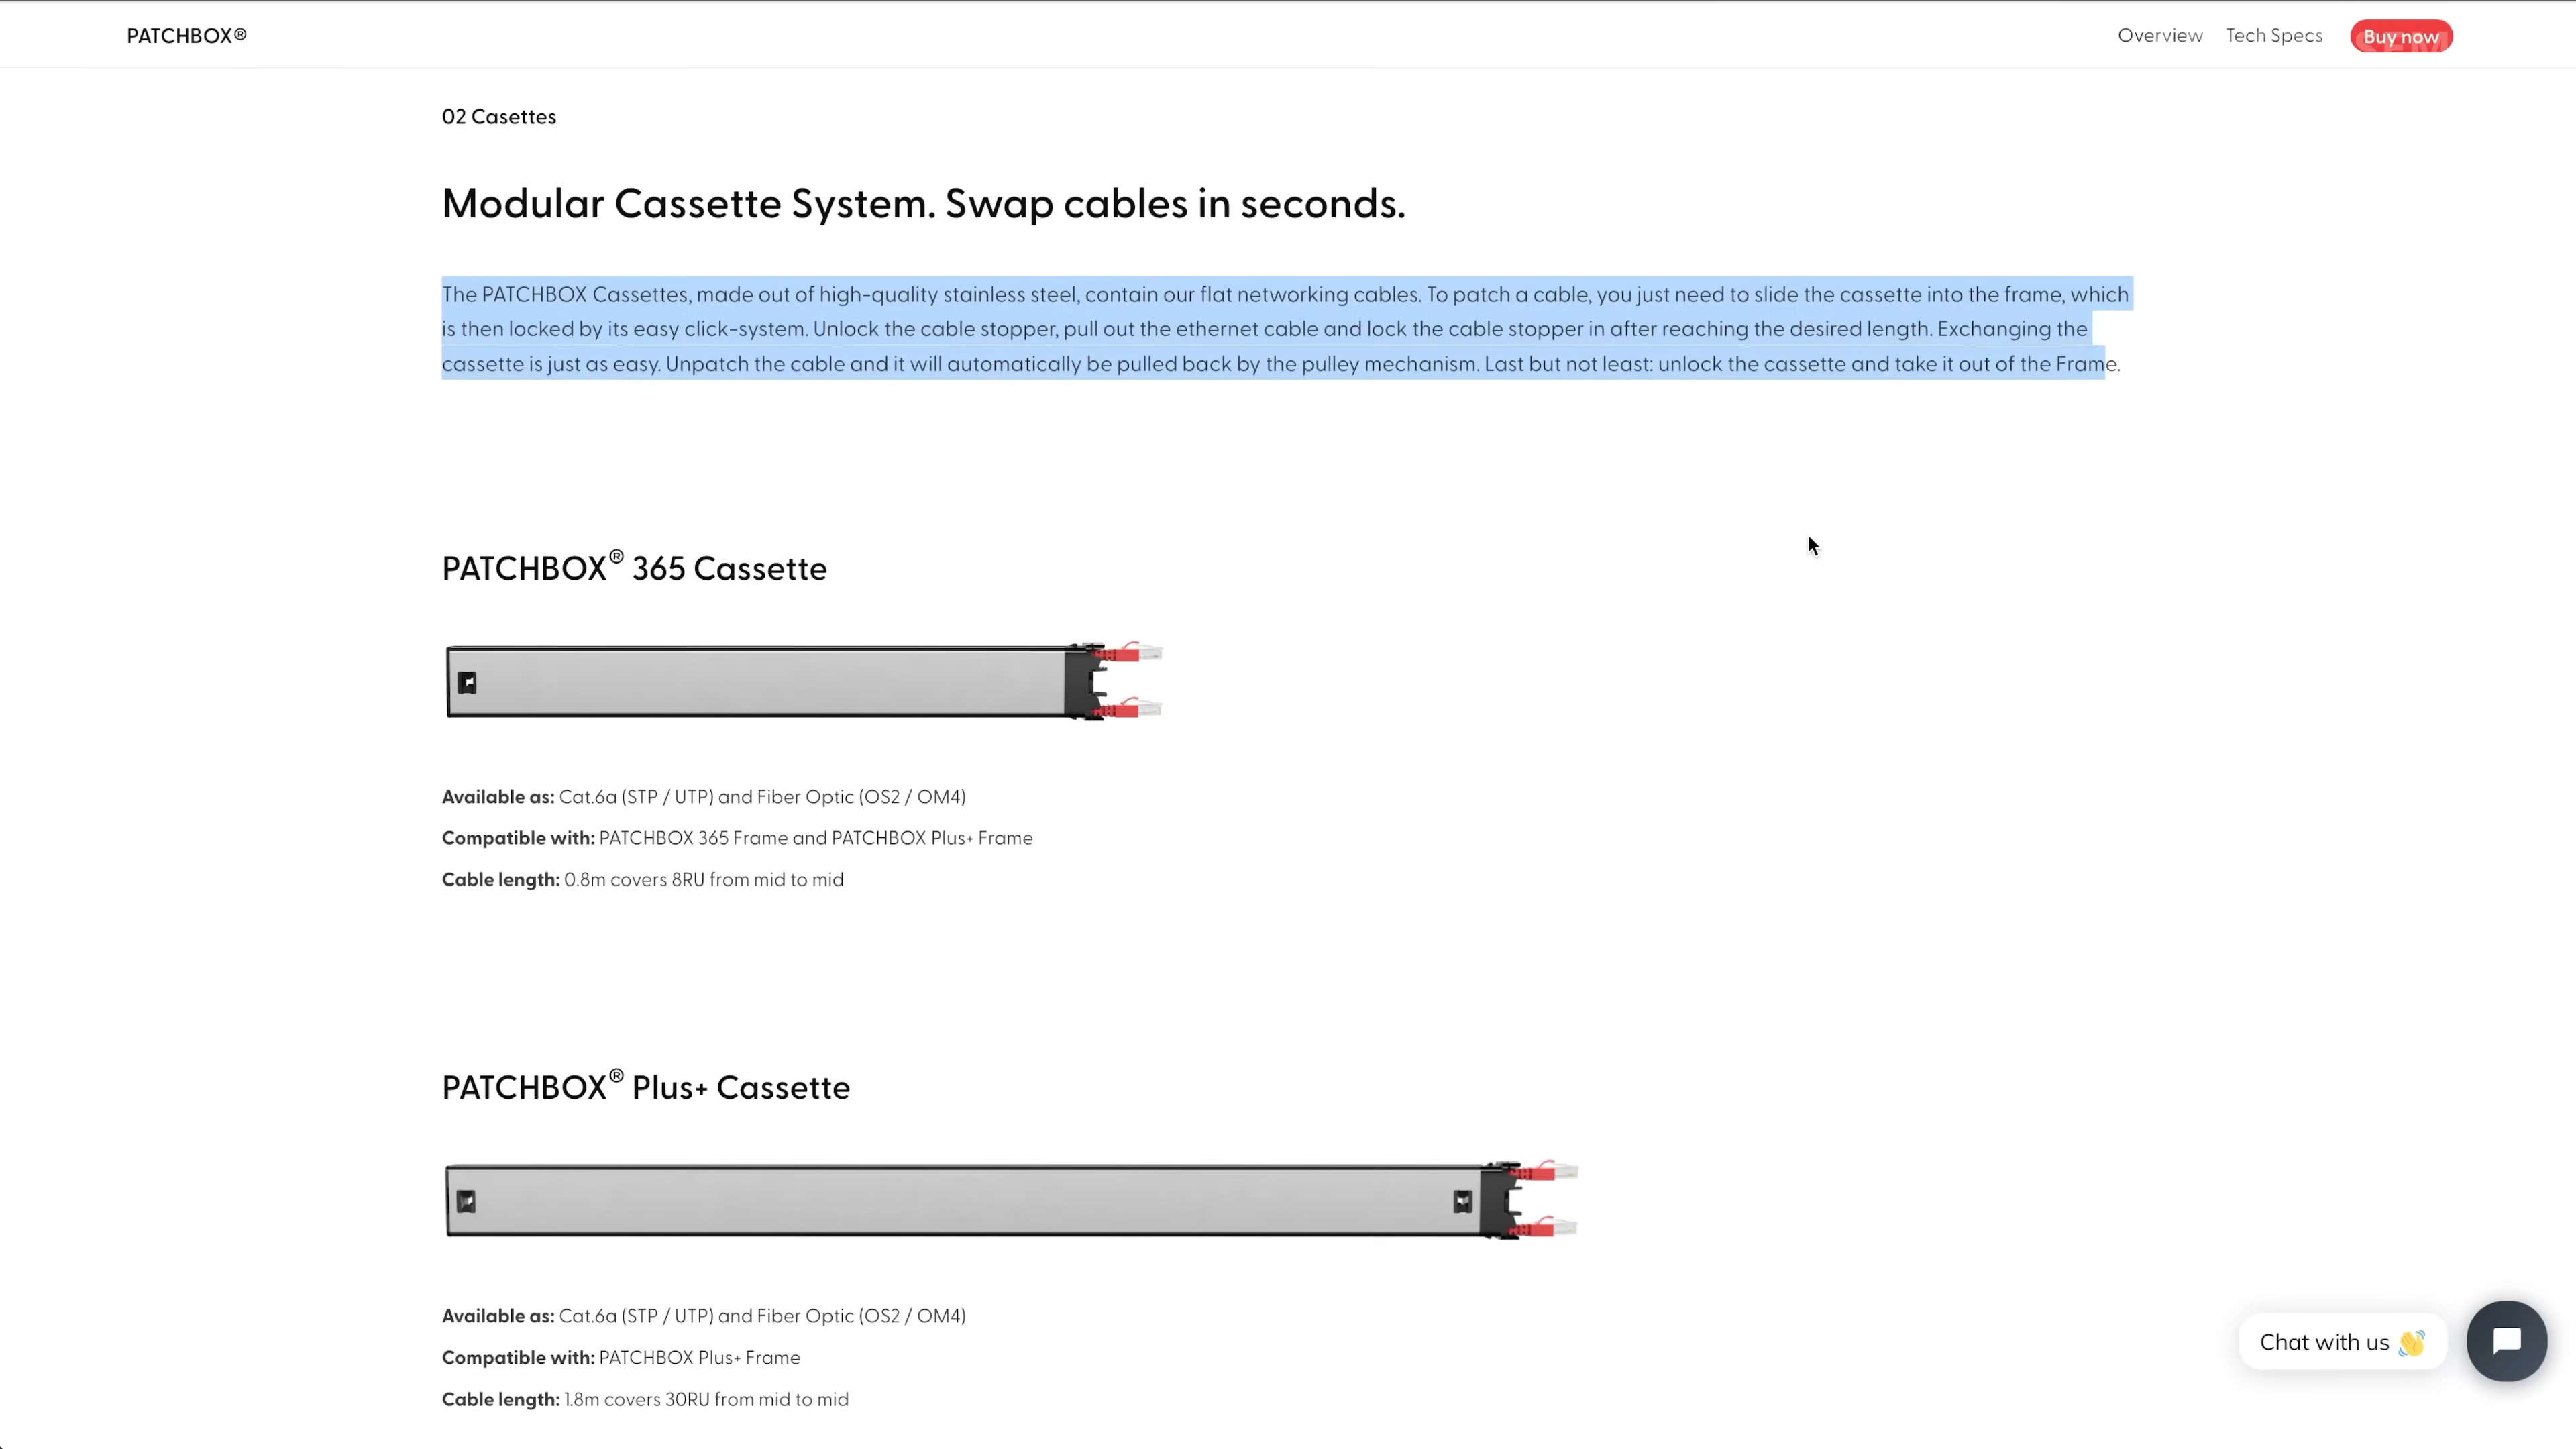 PATCHBOX®
Overview
Tech Specs
Buy now
02 Casettes
Modular Cassette System. Swap cables in seconds.
The PATCHBOX Cassettes, made out of high-quality stainless steel, contain our flat networking cables. To patch a cable, you just need to slide the cassette into the frame, which
is then locked by its easy click-system. Unlock the cable stopper, pull out the ethernet cable and lock the cable stopper in after reaching the desired length. Exchanging the
cassette is just as easy. Unpatch the cable and it will automatically be pulled back by the pulley mechanism. Last but not least: unlock the cassette and take it out of the Frame.
PATCHBOX® 365 Cassette
Available as: Cat.6a (STP / UTP) and Fiber Optic (OS2 / OM4)
Compatible with: PATCHBOX 365 Frame and PATCHBOX Plus+ Frame
Cable length: 0.8m covers 8RU from mid to mid
PATCHBOX® Plus+ Cassette
Available as: Cat.6a (STP / UTP) and Fiber Optic (OS2 / OM4)
Compatible with: PATCHBOX Plus+ Frame
Cable length: 1.8m covers 30RU from mid to mid
Chat with us 👋